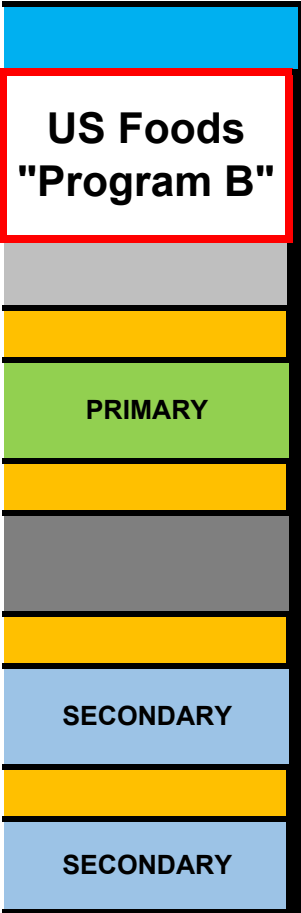 US Foods
"Program B"
PRIMARY
SECONDARY
SECONDARY